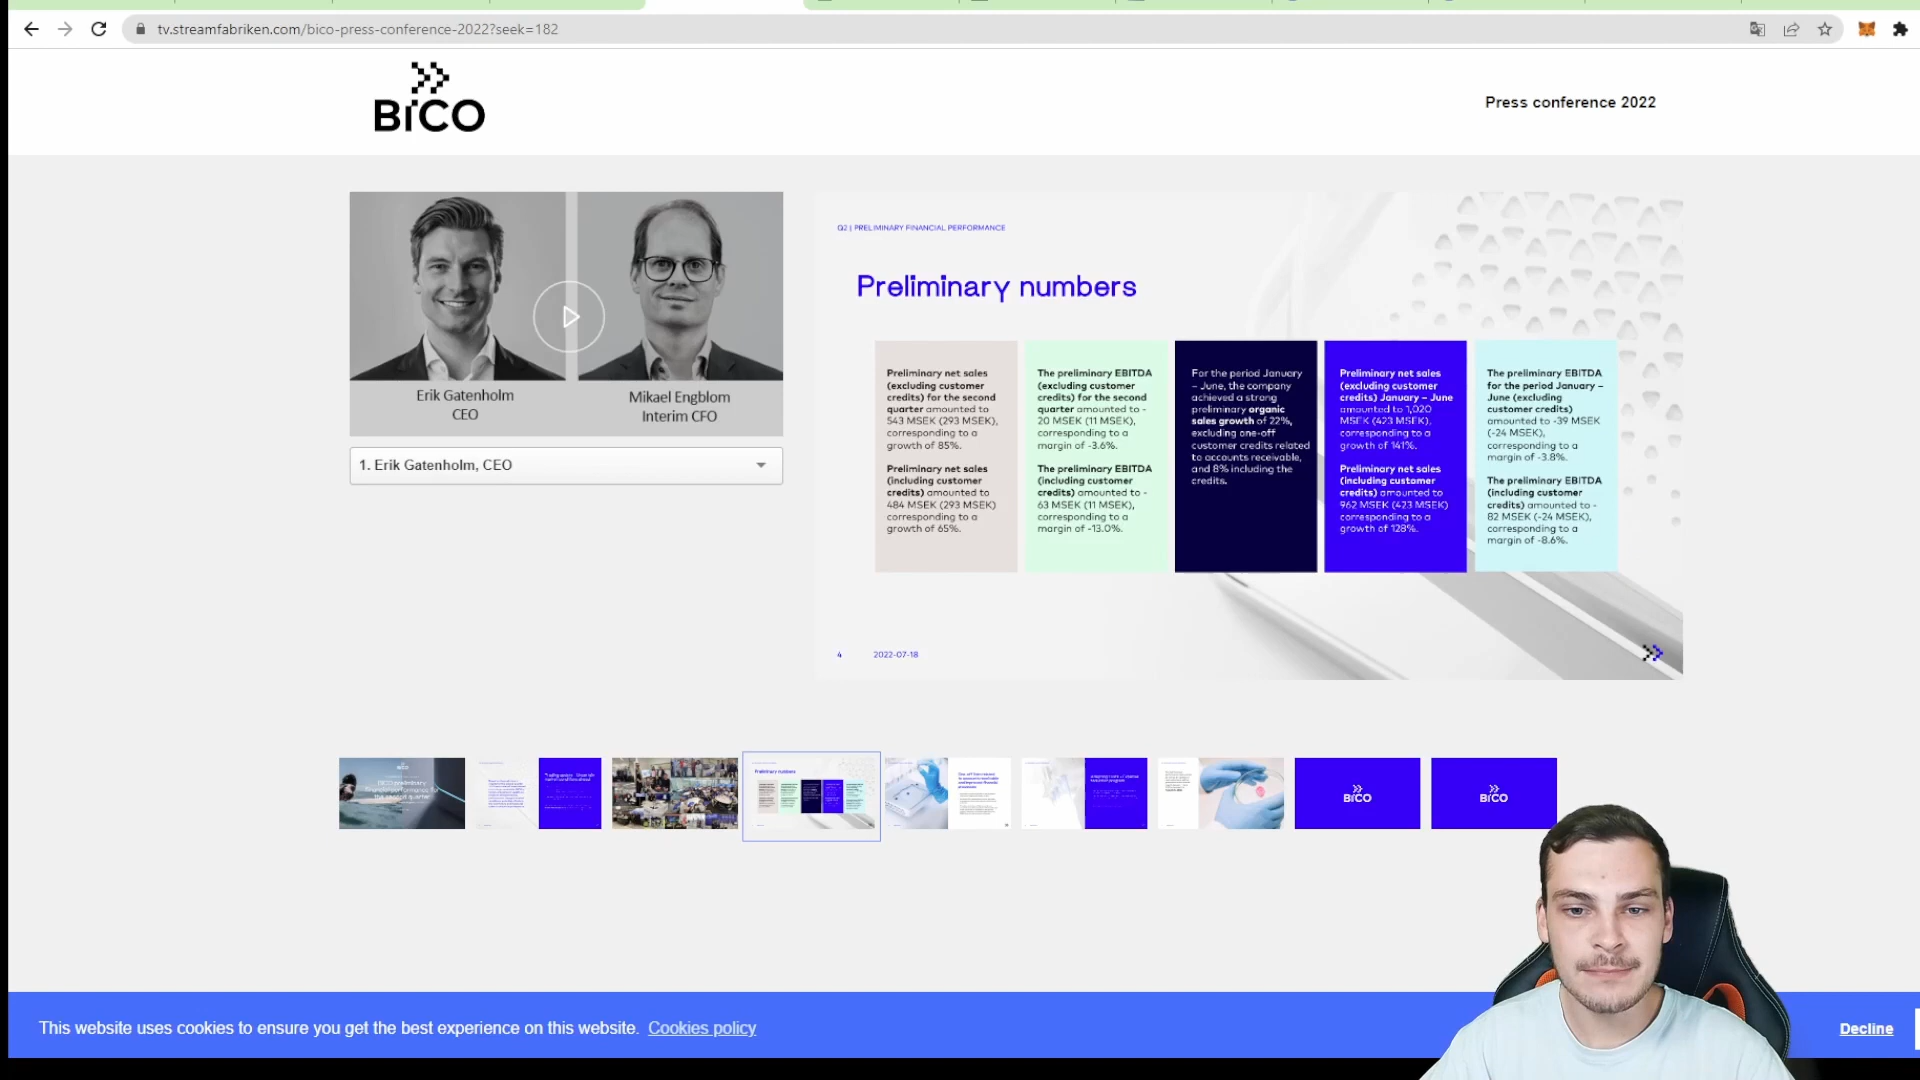 tv.streamfabriken.com/bico-press-conference-2022?seek=182
BICO
Press conference 2022
Erik Gatenholm
CEO
Mikael Engblom
Interim CFO
1. Erik Gatenholm, CEO
Q2 | PRELIMINARY FINANCIAL PERFORMANCE
Preliminary numbers
Preliminary net sales
(excluding customer
credits) for the second
quarter amounted to
543 MSEK (293 MSEK),
corresponding to a
growth of 85%.
Preliminary net sales
(including customer
credits) amounted to
484 MSEK (293 MSEK)
corresponding to a
growth of 65%.
The preliminary EBITDA
(excluding customer
credits) for the second
quarter amounted to -
20 MSEK (11 MSEK),
corresponding to a
margin of -3.6%.
The preliminary EBITDA
(including customer
credits) amounted to -
63 MSEK (11 MSEK),
corresponding to a
margin of -13.0%.
For the period January
– June, the company
achieved a strong
preliminary organic
sales growth of 22%,
excluding one-off
customer credits related
to accounts receivable,
and 8% including the
credits.
Preliminary net sales
(excluding customer
credits) January – June
amounted to 1,020
MSEK (423 MSEK),
corresponding to a
growth of 141%.
Preliminary net sales
(including customer
credits) amounted to
962 MSEK (423 MSEK)
corresponding to a
growth of 128%.
The preliminary EBITDA
for the period January –
June (excluding
customer credits)
amounted to -39 MSEK
(-24 MSEK),
corresponding to a
margin of -3.8%.
The preliminary EBITDA
(including customer
credits) amounted to -
82 MSEK (-24 MSEK),
corresponding to a
margin of -8.6%.
4
2022-07-18
BICO preliminary
financial performance for
the second quarter
Preliminary numbers
BICO
BICO
This website uses cookies to ensure you get the best experience on this website. Cookies policy
Decline